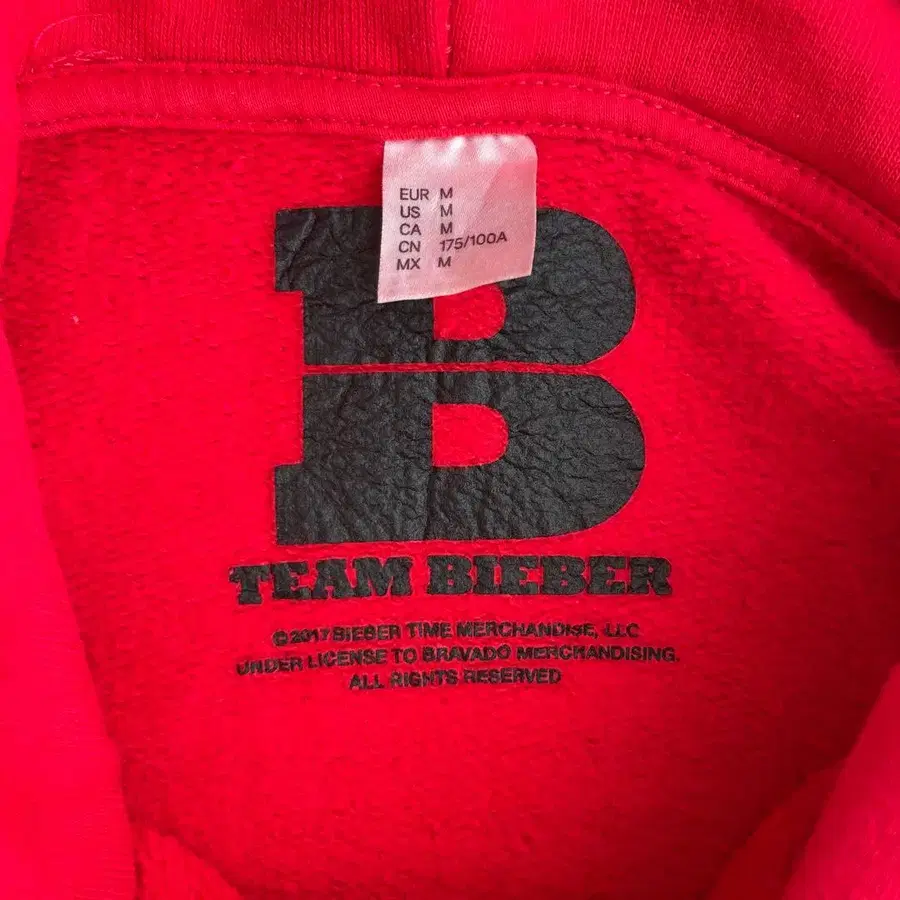 EUR M
US M
CA M
CN 175/100A
MX M
B
TEAM BIEBER
©2017 BIEBER TIME MERCHANDISE, LLC
UNDER LICENSE TO BRAVADO MERCHANDISING.
ALL RIGHTS RESERVED